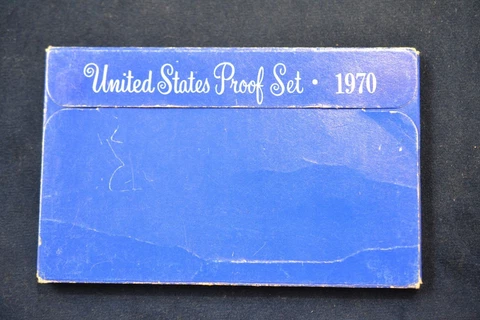 United States Proof Set · 1970